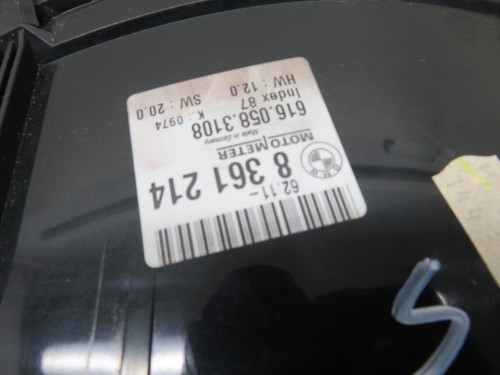 62.11-
8 361 214
MOTOMETER
Made in Germany
616.058.3108
Index 87
K.: 0974
HW: 12.0
SW: 20.0
S